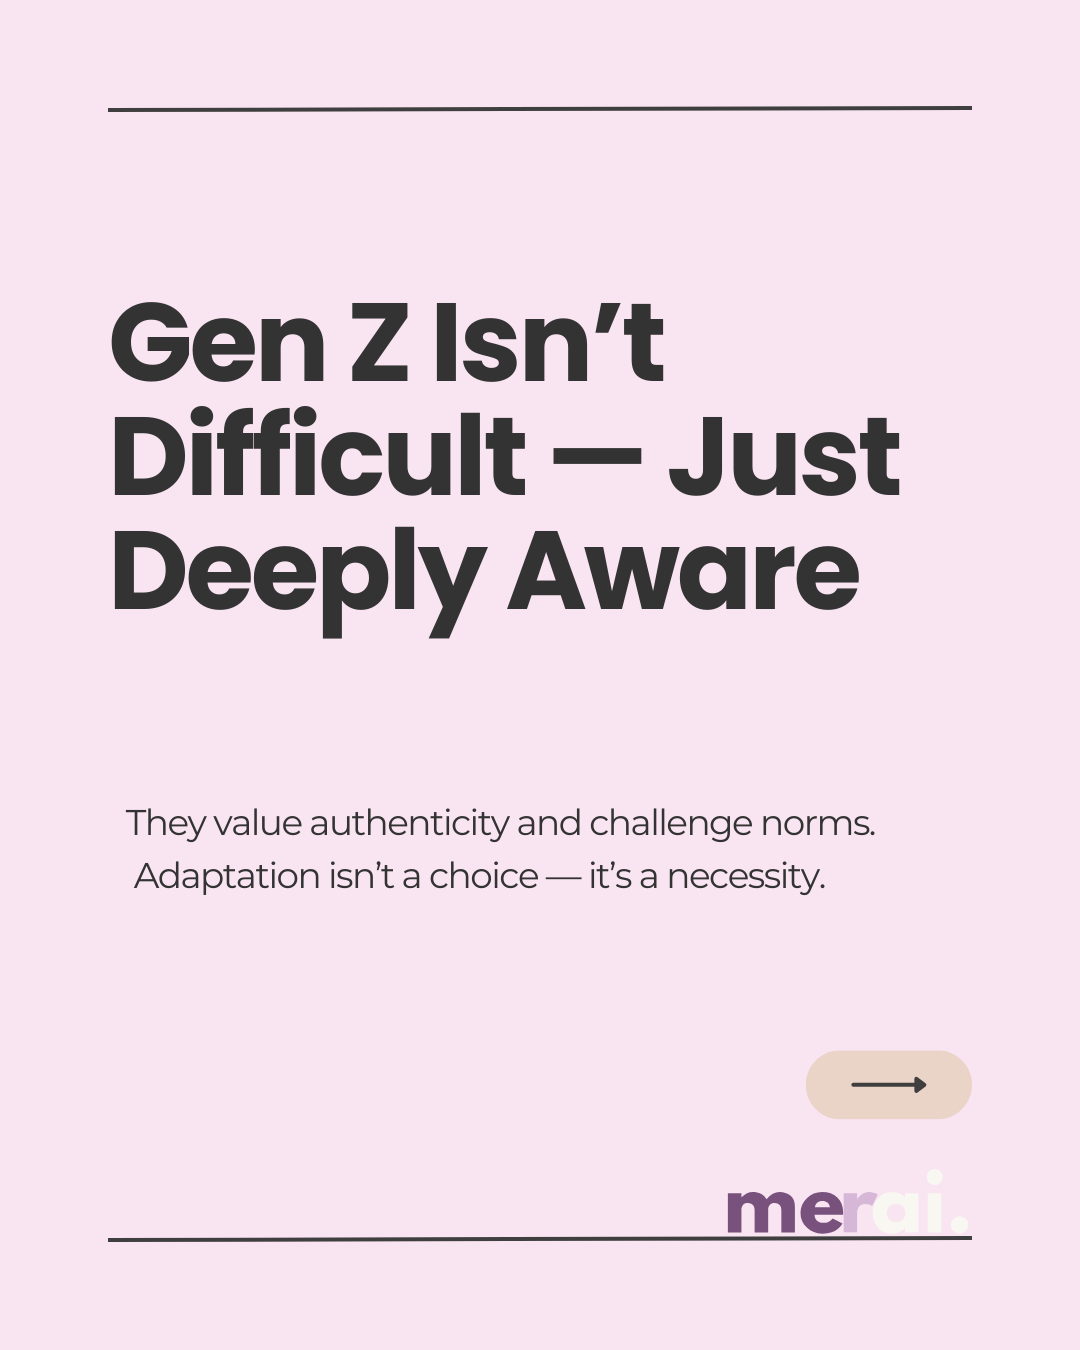 Gen Z Isn’t
Difficult — Just
Deeply Aware
They value authenticity and challenge norms.
Adaptation isn’t a choice — it’s a necessity.
merai.